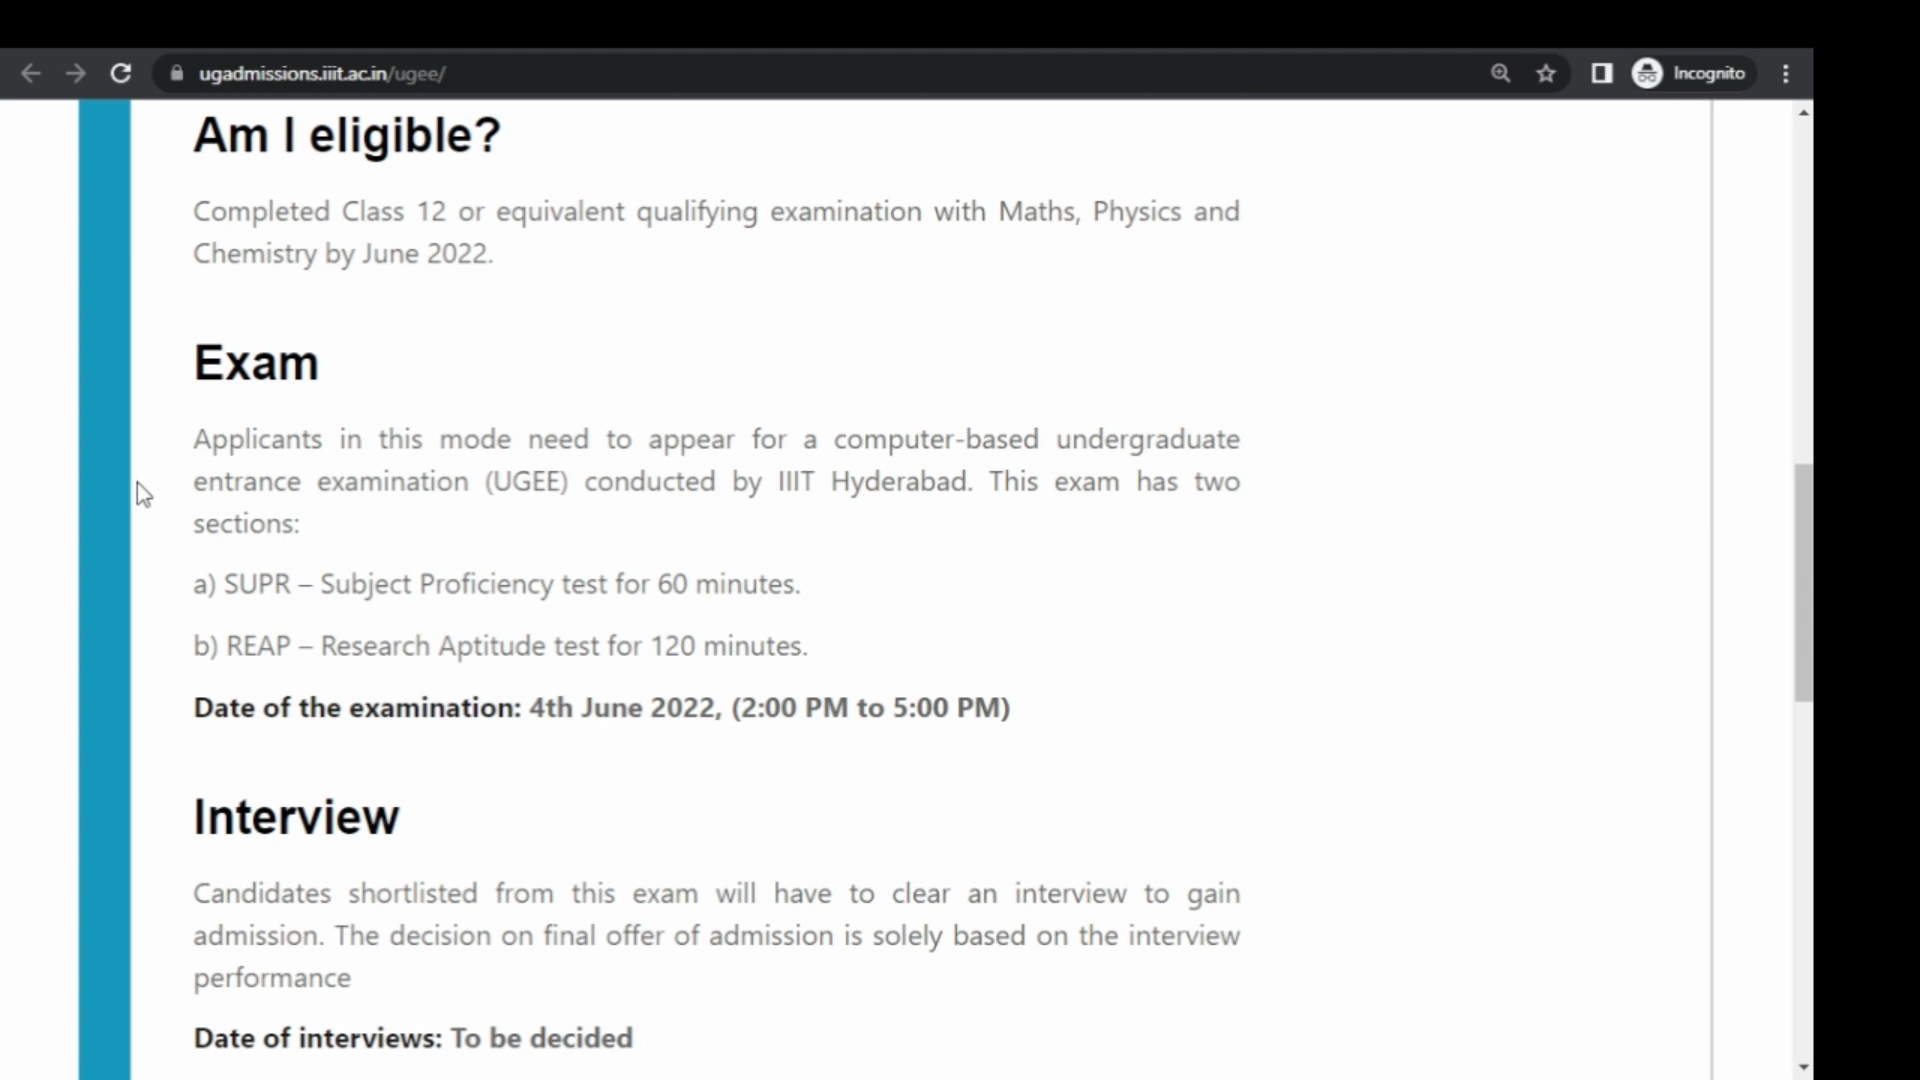 ugadmissions.iiit.ac.in/ugee/
Incognito
Am I eligible?
Completed Class 12 or equivalent qualifying examination with Maths, Physics and
Chemistry by June 2022.
Exam
Applicants in this mode need to appear for a computer-based undergraduate
entrance examination (UGEE) conducted by IIIT Hyderabad. This exam has two
sections:
a) SUPR – Subject Proficiency test for 60 minutes.
b) REAP – Research Aptitude test for 120 minutes.
Date of the examination: 4th June 2022, (2:00 PM to 5:00 PM)
Interview
Candidates shortlisted from this exam will have to clear an interview to gain
admission. The decision on final offer of admission is solely based on the interview
performance
Date of interviews: To be decided